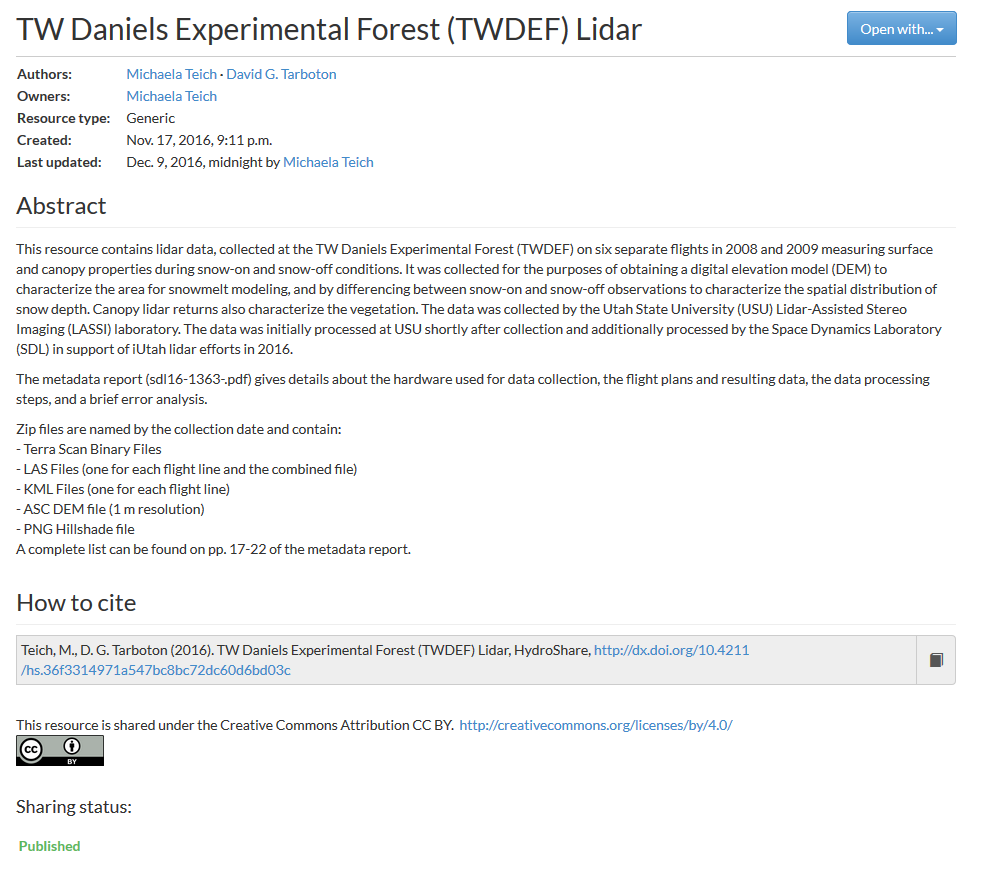 TW Daniels Experimental Forest (TWDEF) Lidar
Open with...
Authors: Michaela Teich · David G. Tarboton
Owners: Michaela Teich
Resource type: Generic
Created: Nov. 17, 2016, 9:11 p.m.
Last updated: Dec. 9, 2016, midnight by Michaela Teich
Abstract
This resource contains lidar data, collected at the TW Daniels Experimental Forest (TWDEF) on six separate flights in 2008 and 2009 measuring surface
and canopy properties during snow-on and snow-off conditions. It was collected for the purposes of obtaining a digital elevation model (DEM) to
characterize the area for snowmelt modeling, and by differencing between snow-on and snow-off observations to characterize the spatial distribution of
snow depth. Canopy lidar returns also characterize the vegetation. The data was collected by the Utah State University (USU) Lidar-Assisted Stereo
Imaging (LASSI) laboratory. The data was initially processed at USU shortly after collection and additionally processed by the Space Dynamics Laboratory
(SDL) in support of iUtah lidar efforts in 2016.
The metadata report (sdl16-1363-.pdf) gives details about the hardware used for data collection, the flight plans and resulting data, the data processing
steps, and a brief error analysis.
Zip files are named by the collection date and contain:
- Terra Scan Binary Files
- LAS Files (one for each flight line and the combined file)
- KML Files (one for each flight line)
- ASC DEM file (1 m resolution)
- PNG Hillshade file
A complete list can be found on pp. 17-22 of the metadata report.
How to cite
Teich, M., D. G. Tarboton (2016). TW Daniels Experimental Forest (TWDEF) Lidar, HydroShare, http://dx.doi.org/10.4211
/hs.36f3314971a547bc8bc72dc60d6bd03c
This resource is shared under the Creative Commons Attribution CC BY. http://creativecommons.org/licenses/by/4.0/
cc BY
Sharing status:
Published